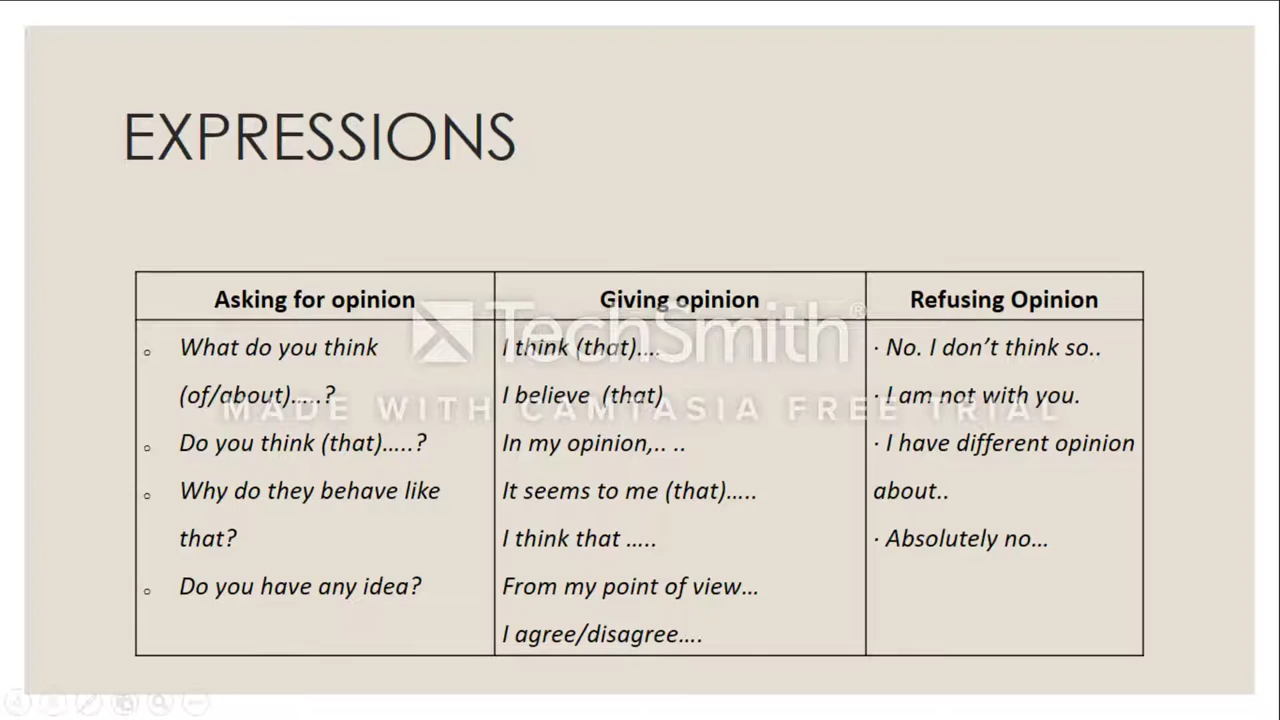 EXPRESSIONS
Asking for opinion
Giving opinion
Refusing Opinion
What do you think
(of/about).....?
Do you think (that).....?
Why do they behave like
that?
Do you have any idea?
I think (that)....
I believe (that)
In my opinion,.. ..
It seems to me (that).....
I think that .....
From my point of view...
I agree/disagree....
· No. I don't think so..
· I am not with you.
· I have different opinion
about..
· Absolutely no...
TechSmith®
MADE WITH CAMTASIA FREE TRIAL